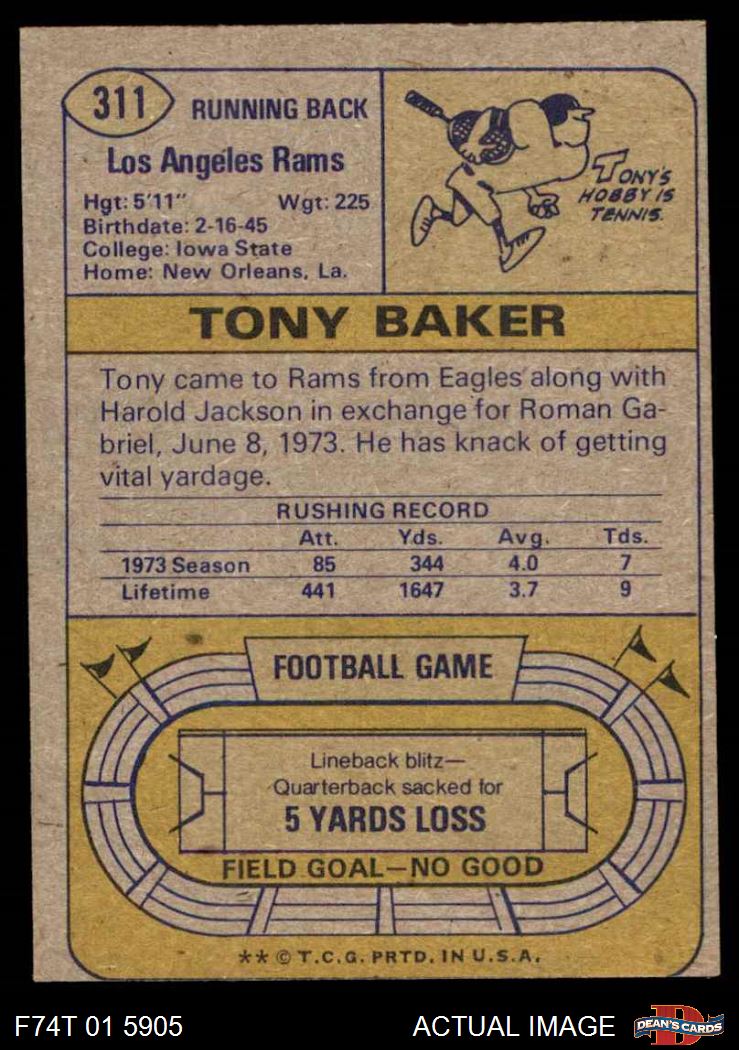 311
RUNNING BACK
Los Angeles Rams
Hgt: 5'11" Wgt: 225
Birthdate: 2-16-45
College: Iowa State
Home: New Orleans, La.
TONY'S
HOBBY IS
TENNIS.
TONY BAKER
Tony came to Rams from Eagles along with
Harold Jackson in exchange for Roman Ga-
briel, June 8, 1973. He has knack of getting
vital yardage.
RUSHING RECORD
Att. Yds. Avg. Tds.
1973 Season 85 344 4.0 7
Lifetime 441 1647 3.7 9
FOOTBALL GAME
Lineback blitz—
Quarterback sacked for
5 YARDS LOSS
FIELD GOAL—NO GOOD
** © T.C.G. PRTD. IN U.S.A.
F74T 01 5905
ACTUAL IMAGE
D
DEAN'S CARDS